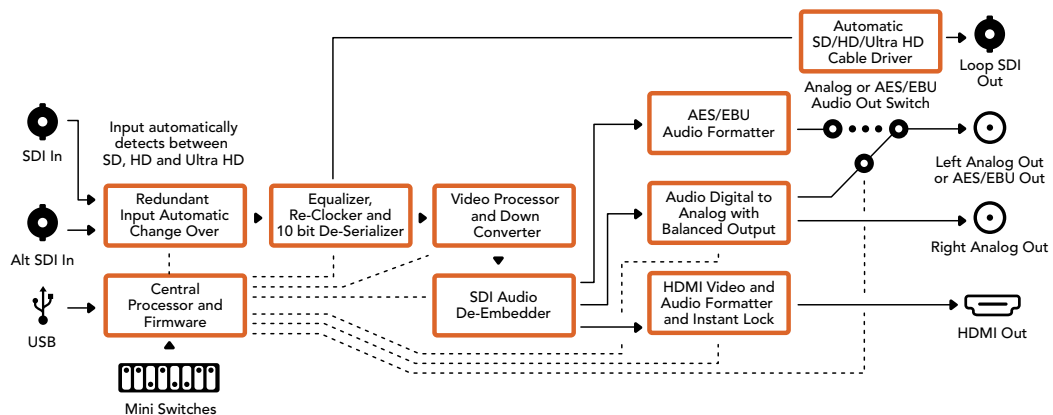 Automatic
SD/HD/Ultra HD
Cable Driver
Loop SDI
Out
Analog or AES/EBU
Audio Out Switch
AES/EBU
Audio Formatter
Left Analog Out
or AES/EBU Out
SDI In
Input automatically
detects between
SD, HD and Ultra HD
Alt SDI In
Redundant
Input Automatic
Change Over
Equalizer,
Re-Clocker and
10 bit De-Serializer
Video Processor
and Down
Converter
Audio Digital to
Analog with
Balanced Output
Right Analog Out
USB
Central
Processor and
Firmware
SDI Audio
De-Embedder
HDMI Video and
Audio Formatter
and Instant Lock
HDMI Out
Mini Switches